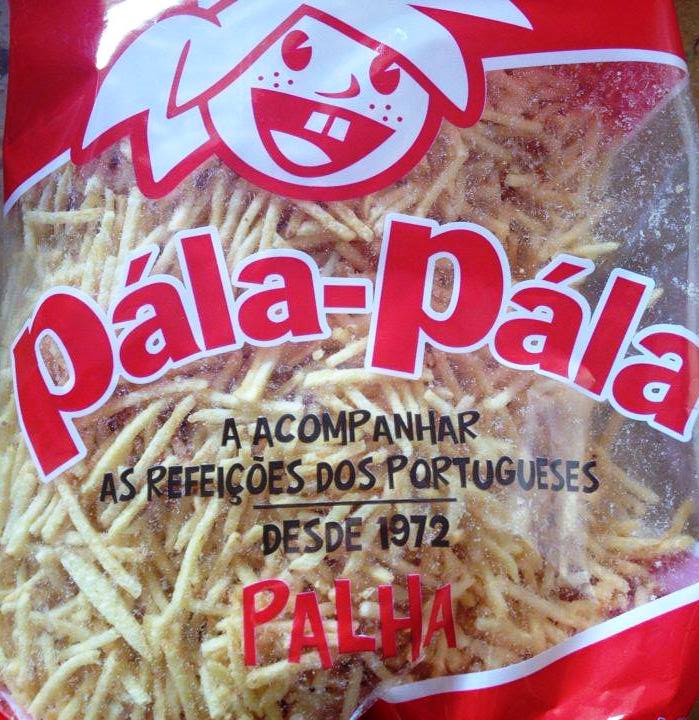 Pála-Pála
A ACOMPANHAR
AS REFEIÇÕES DOS PORTUGUESES
DESDE 1972
PALHA